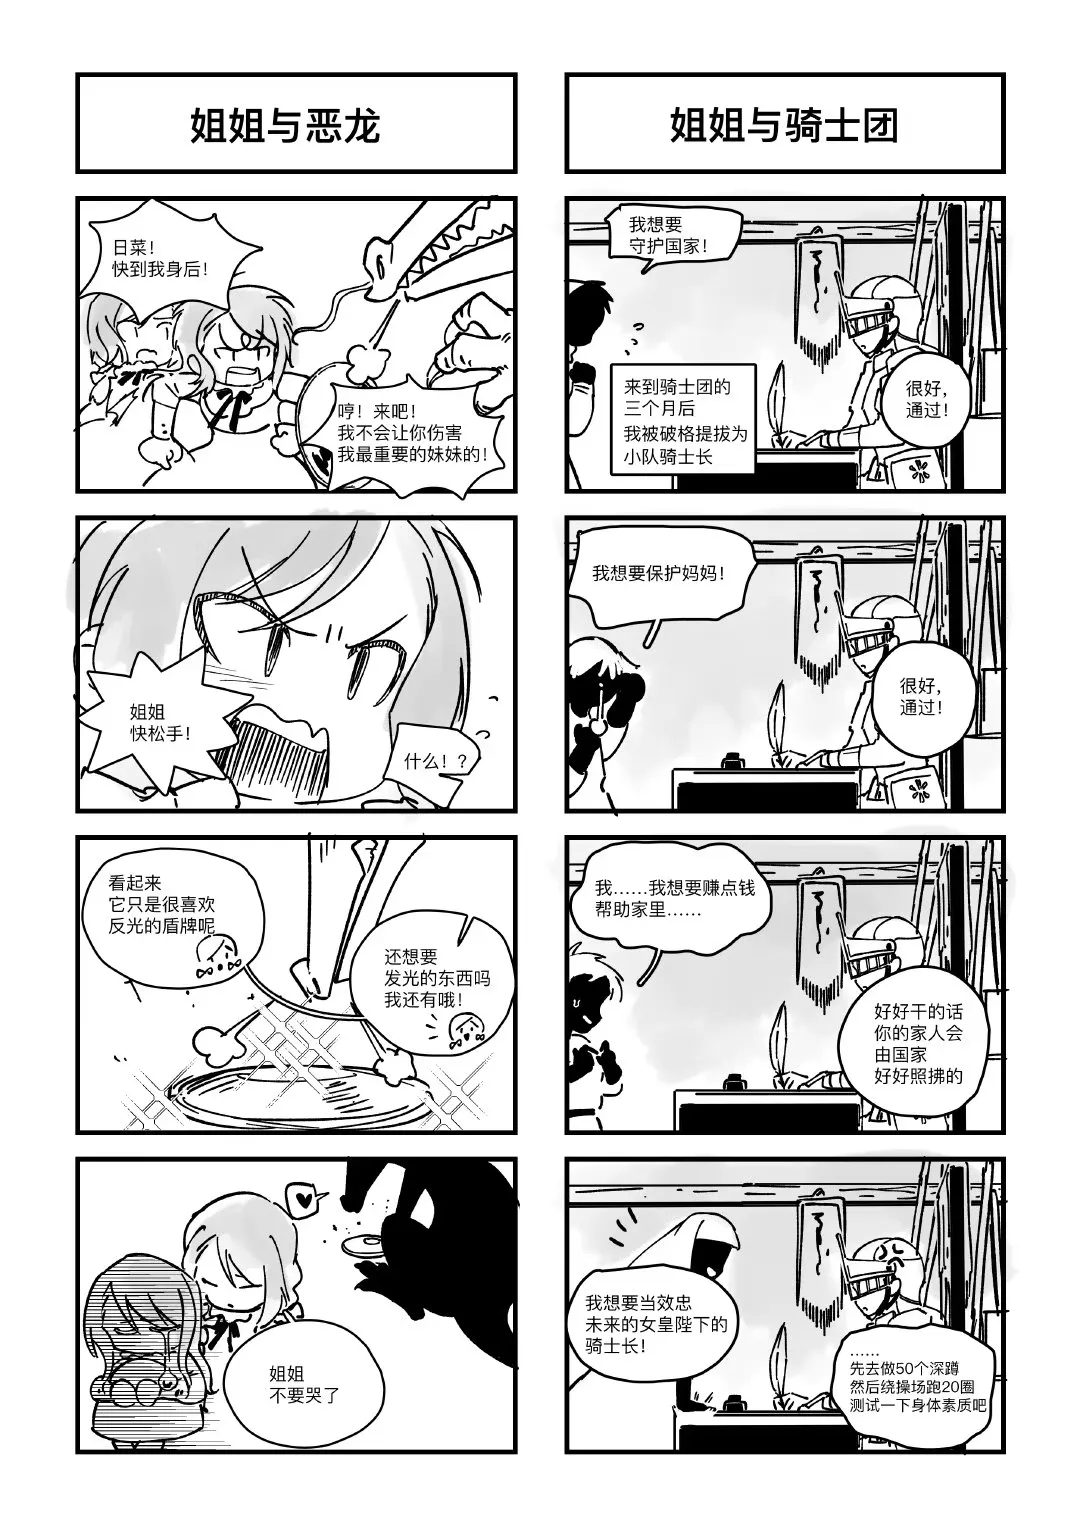 姐姐与骑士团
我想要
守护国家！
来到骑士团的
三个月后
我被破格提拔为
小队骑士长
很好，
通过！
我想要保护妈妈！
很好，
通过！
我……我想要赚点钱
帮助家里……
好好干的话
你的家人会
由国家
好好照拂的
我想要当效忠
未来的女皇陛下的
骑士长！
……
先去做50个深蹲
然后绕操场跑20圈
测试一下身体素质吧
姐姐与恶龙
日菜！
快到我身后！
哼！来吧！
我不会让你伤害
我最重要的妹妹的！
姐姐
快松手！
什么！？
看起来
它只是很喜欢
反光的盾牌呢
还想要
发光的东西吗
我还有哦！
姐姐
不要哭了